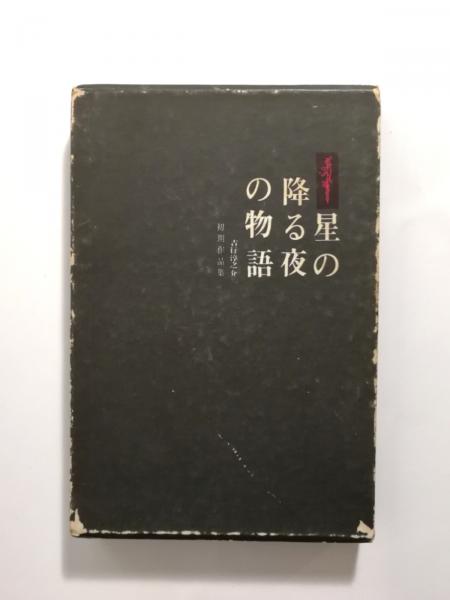 星の
降る夜
の物語
吉行淳之介
初期作品集